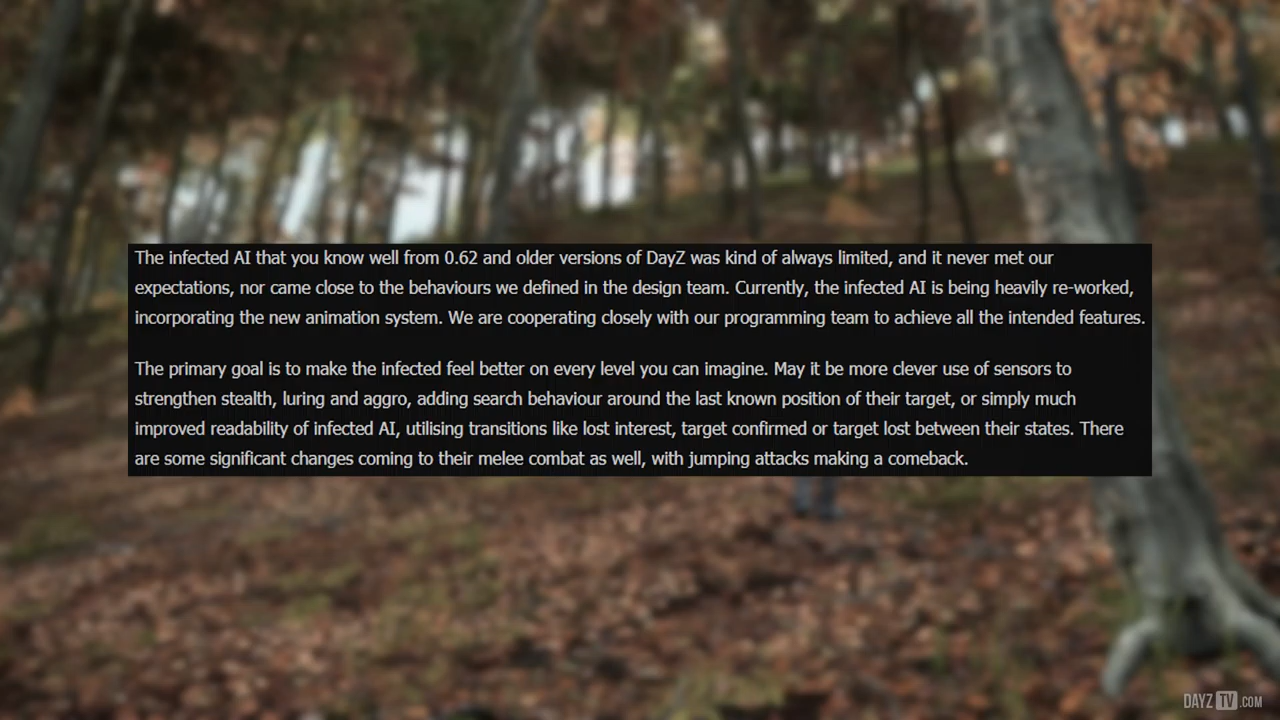 The infected AI that you know well from 0.62 and older versions of DayZ was kind of always limited, and it never met our
expectations, nor came close to the behaviours we defined in the design team. Currently, the infected AI is being heavily re-worked,
incorporating the new animation system. We are cooperating closely with our programming team to achieve all the intended features.
The primary goal is to make the infected feel better on every level you can imagine. May it be more clever use of sensors to
strengthen stealth, luring and aggro, adding search behaviour around the last known position of their target, or simply much
improved readability of infected AI, utilising transitions like lost interest, target confirmed or target lost between their states. There
are some significant changes coming to their melee combat as well, with jumping attacks making a comeback.
DAYZ TV .COM